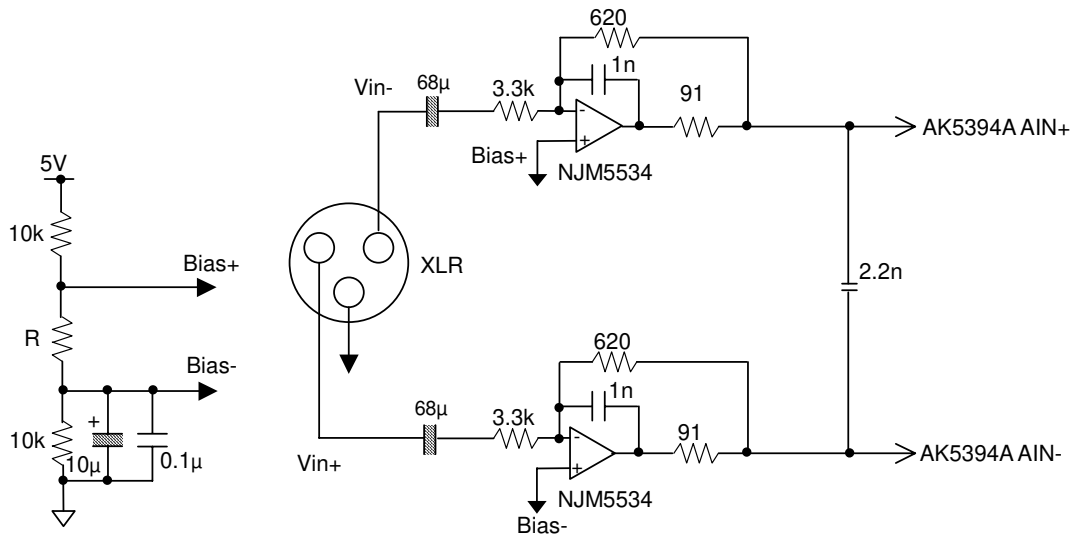 5V
10k
Bias+
R
Bias-
10k
+
10µ
0.1µ
620
1n
Vin-
68µ
3.3k
91
-
+
AK5394A AIN+
Bias+
NJM5534
XLR
2.2n
620
1n
68µ
3.3k
91
-
+
AK5394A AIN-
Vin+
NJM5534
Bias-